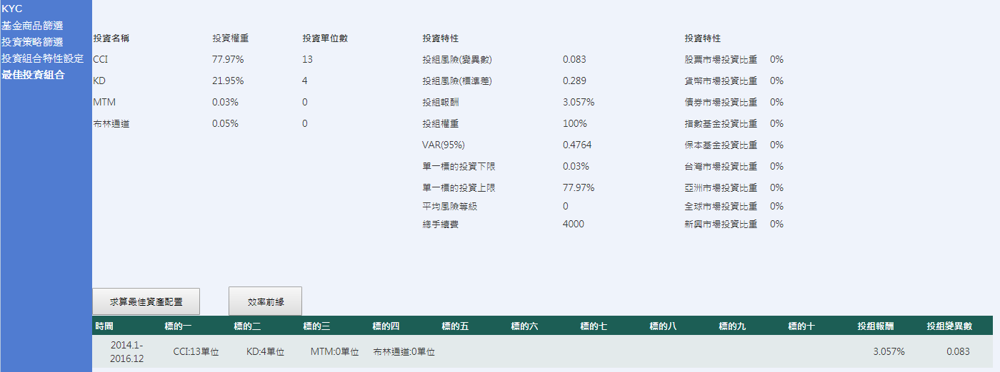 KYC
基金商品篩選
投資策略篩選
投資組合特性設定
最佳投資組合
投資名稱 投資權重 投資單位數 投資特性 投資特性
CCI 77.97% 13 投組風險(變異數) 0.083 股票市場投資比重 0%
KD 21.95% 4 投組風險(標準差) 0.289 貨幣市場投資比重 0%
MTM 0.03% 0 投組報酬 3.057% 債券市場投資比重 0%
布林通道 0.05% 0 投組權重 100% 指數基金投資比重 0%
VAR(95%) 0.4764 保本基金投資比重 0%
單一標的投資下限 0.03% 台灣市場投資比重 0%
單一標的投資上限 77.97% 亞洲市場投資比重 0%
平均風險等級 0 全球市場投資比重 0%
總手續費 4000 新興市場投資比重 0%
求算最佳資產配置 效率前緣
時間 標的一 標的二 標的三 標的四 標的五 標的六 標的七 標的八 標的九 標的十 投組報酬 投組變異數
2014.1-
2016.12 CCI:13單位 KD:4單位 MTM:0單位 布林通道:0單位 3.057% 0.083